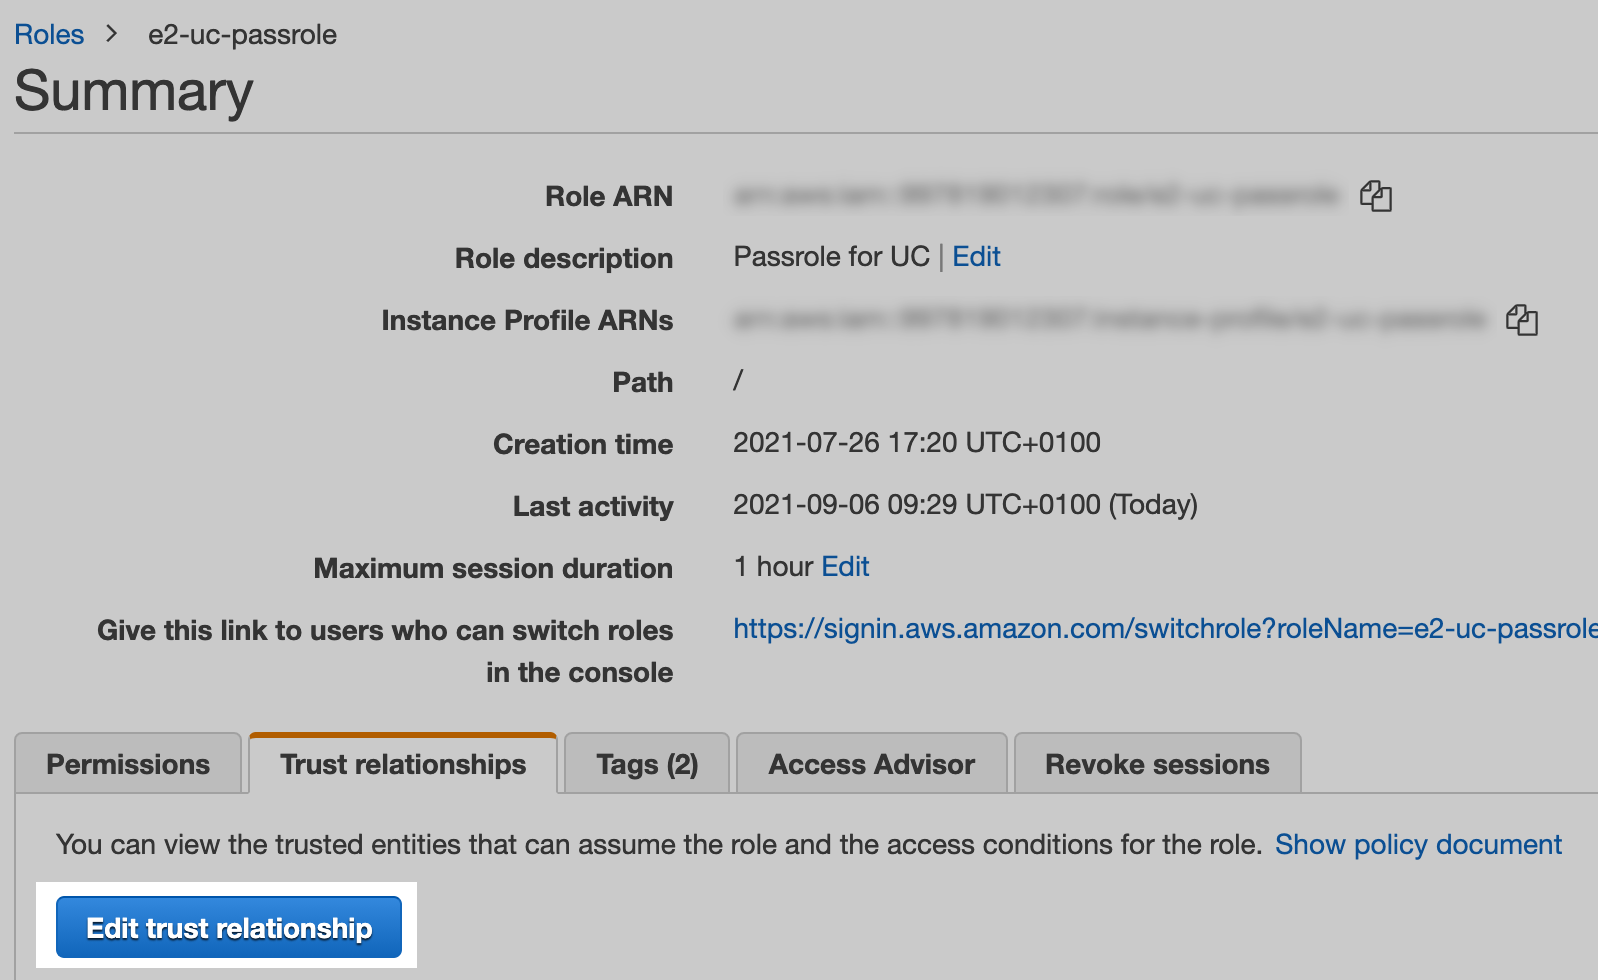 Roles > e2-uc-passrole
Summary
Role ARN
Role description Passrole for UC | Edit
Instance Profile ARNs
Path /
Creation time 2021-07-26 17:20 UTC+0100
Last activity 2021-09-06 09:29 UTC+0100 (Today)
Maximum session duration 1 hour Edit
Give this link to users who can switch roles https://signin.aws.amazon.com/switchrole?roleName=e2-uc-passrole
in the console
Permissions Trust relationships Tags (2) Access Advisor Revoke sessions
You can view the trusted entities that can assume the role and the access conditions for the role. Show policy document
Edit trust relationship